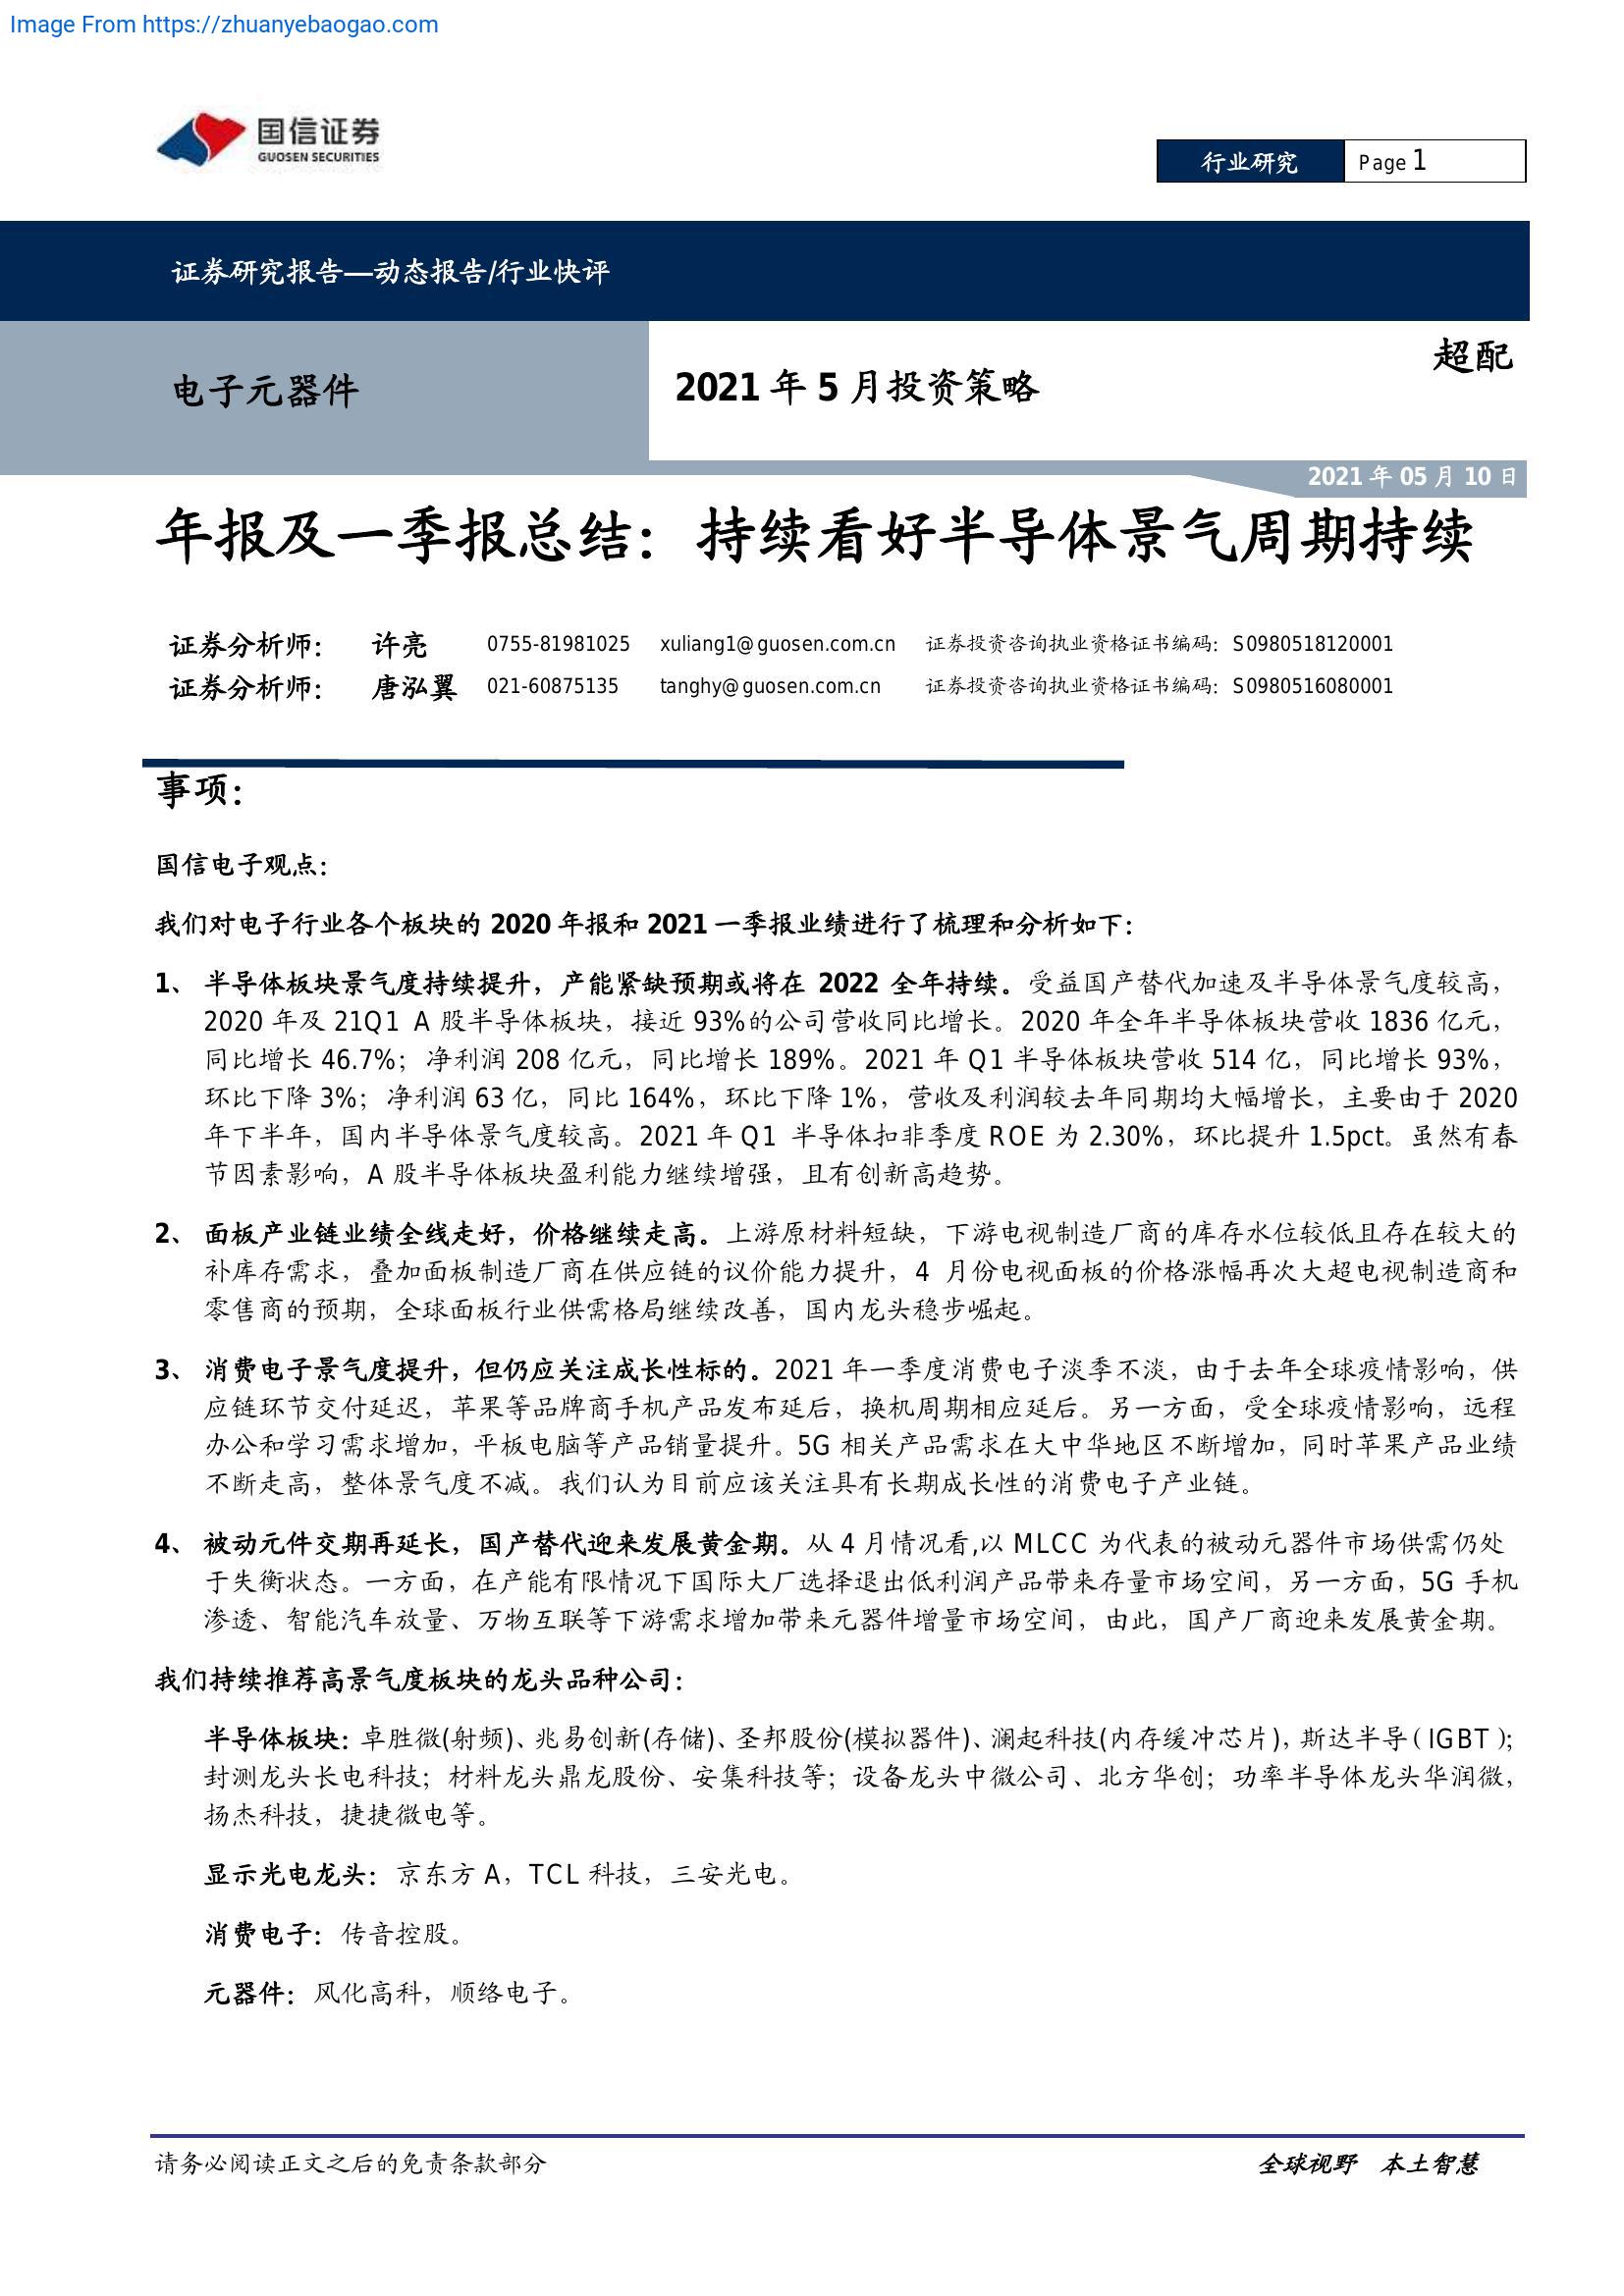 Image From https://zhuanyebaogao.com
国信证券
GUOSEN SECURITIES
行业研究
Page 1
证券研究报告—动态报告/行业快评
电子元器件
2021 年 5 月投资策略
超配
2021 年 05 月 10 日
年报及一季报总结：持续看好半导体景气周期持续
证券分析师： 许亮 0755-81981025 xuliang1@guosen.com.cn 证券投资咨询执业资格证书编码：S0980518120001
证券分析师： 唐泓翼 021-60875135 tanghy@guosen.com.cn 证券投资咨询执业资格证书编码：S0980516080001
事项：
国信电子观点：
我们对电子行业各个板块的 2020 年报和 2021 一季报业绩进行了梳理和分析如下：
1、 半导体板块景气度持续提升，产能紧缺预期或将在 2022 全年持续。受益国产替代加速及半导体景气度较高，
2020 年及 21Q1 A 股半导体板块，接近 93%的公司营收同比增长。2020 年全年半导体板块营收 1836 亿元，
同比增长 46.7%；净利润 208 亿元，同比增长 189%。2021 年 Q1 半导体板块营收 514 亿，同比增长 93%，
环比下降 3%；净利润 63 亿，同比 164%，环比下降 1%，营收及利润较去年同期均大幅增长，主要由于 2020
年下半年，国内半导体景气度较高。2021 年 Q1 半导体扣非季度 ROE 为 2.30%，环比提升 1.5pct。虽然有春
节因素影响，A 股半导体板块盈利能力继续增强，且有创新高趋势。
2、 面板产业链业绩全线走好，价格继续走高。上游原材料短缺，下游电视制造厂商的库存水位较低且存在较大的
补库存需求，叠加面板制造厂商在供应链的议价能力提升，4 月份电视面板的价格涨幅再次大超电视制造商和
零售商的预期，全球面板行业供需格局继续改善，国内龙头稳步崛起。
3、 消费电子景气度提升，但仍应关注成长性标的。2021 年一季度消费电子淡季不淡，由于去年全球疫情影响，供
应链环节交付延迟，苹果等品牌商手机产品发布延后，换机周期相应延后。另一方面，受全球疫情影响，远程
办公和学习需求增加，平板电脑等产品销量提升。5G 相关产品需求在大中华地区不断增加，同时苹果产品业绩
不断走高，整体景气度不减。我们认为目前应该关注具有长期成长性的消费电子产业链。
4、 被动元件交期再延长，国产替代迎来发展黄金期。从 4 月情况看,以 MLCC 为代表的被动元器件市场供需仍处
于失衡状态。一方面，在产能有限情况下国际大厂选择退出低利润产品带来存量市场空间，另一方面，5G 手机
渗透、智能汽车放量、万物互联等下游需求增加带来元器件增量市场空间，由此，国产厂商迎来发展黄金期。
我们持续推荐高景气度板块的龙头品种公司：
半导体板块：卓胜微(射频)、兆易创新(存储)、圣邦股份(模拟器件)、澜起科技(内存缓冲芯片)，斯达半导（IGBT）；
封测龙头长电科技；材料龙头鼎龙股份、安集科技等；设备龙头中微公司、北方华创；功率半导体龙头华润微，
扬杰科技，捷捷微电等。
显示光电龙头：京东方 A，TCL 科技，三安光电。
消费电子：传音控股。
元器件：风化高科，顺络电子。
请务必阅读正文之后的免责条款部分
全球视野 本土智慧